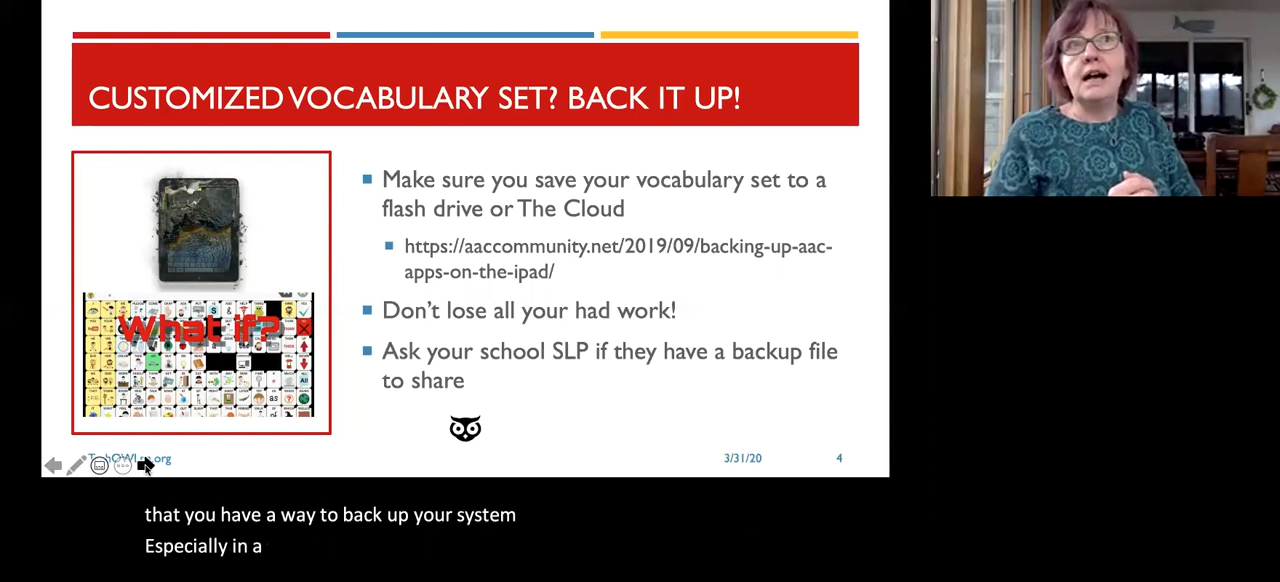 CUSTOMIZED VOCABULARY SET? BACK IT UP!
What if?
Make sure you save your vocabulary set to a
flash drive or The Cloud
https://aaccommunity.net/2019/09/backing-up-aac-
apps-on-the-ipad/
Don't lose all your had work!
Ask your school SLP if they have a backup file
to share
3/31/20
4
that you have a way to back up your system
Especially in a